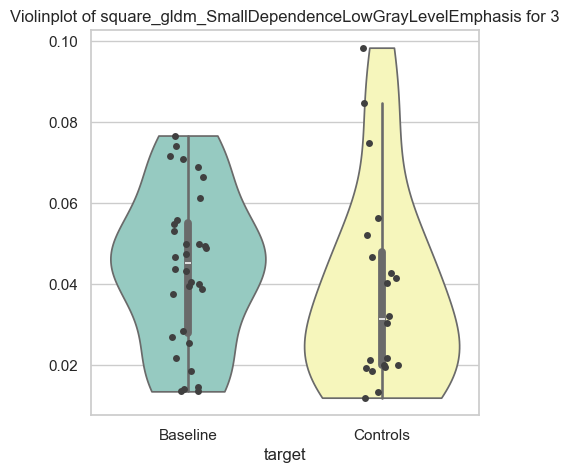 Violinplot of square_gldm_SmallDependenceLowGrayLevelEmphasis for 3
0.10
0.08
0.06
0.04
0.02
Baseline
Controls
target